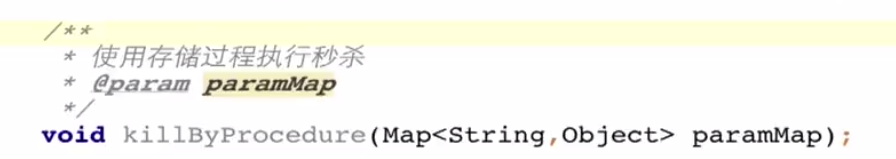 /**
* 使用存储过程执行秒杀
* @param paramMap
*/
void killByProcedure(Map<String,Object> paramMap);